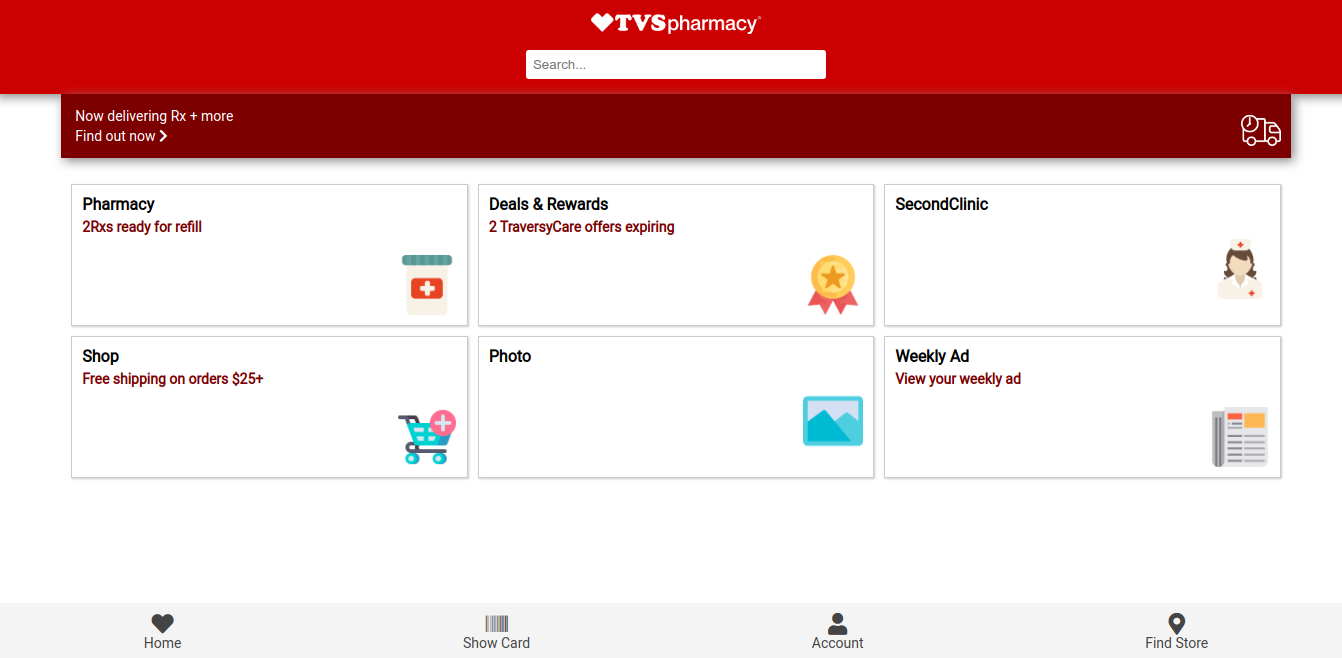 TVS pharmacy
Search...
Now delivering Rx + more
Find out now
Pharmacy
2Rxs ready for refill
Deals & Rewards
2 TraversyCare offers expiring
SecondClinic
Shop
Free shipping on orders $25+
Photo
Weekly Ad
View your weekly ad
Home
Show Card
Account
Find Store